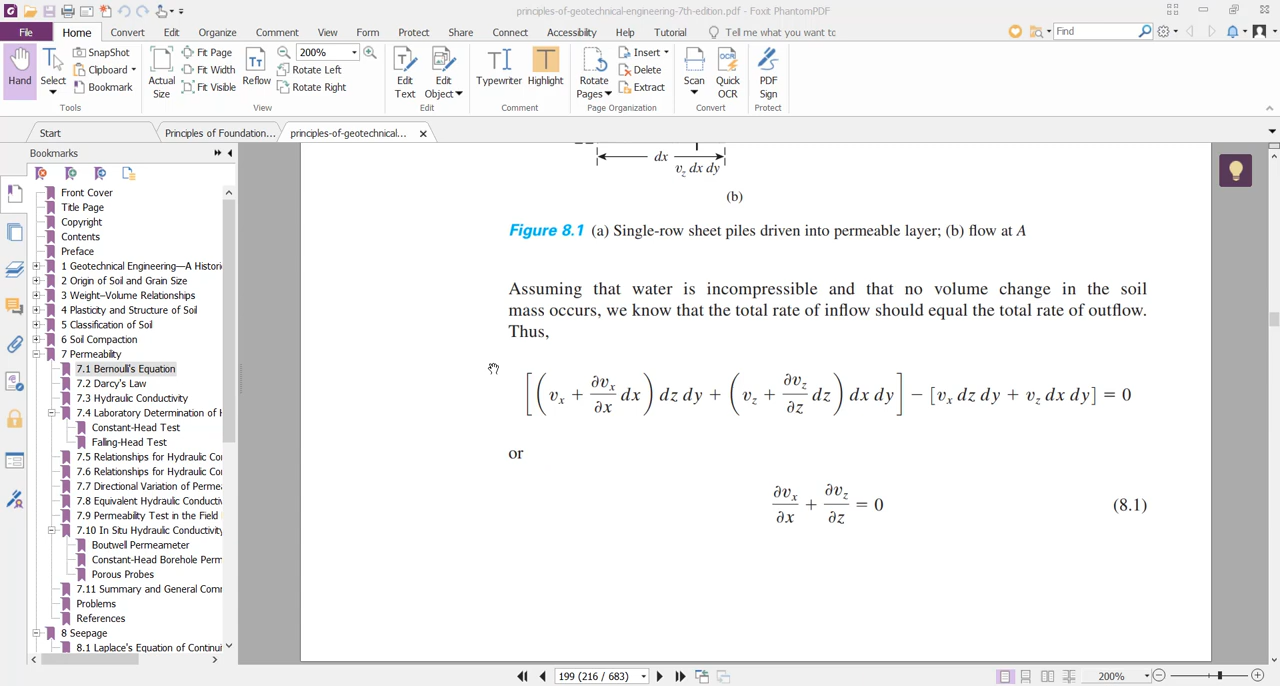 principles-of-geotechnical-engineering-7th-edition.pdf - Foxit PhantomPDF
File Home Convert Edit Organize Comment View Form Protect Share Connect Accessibility Help Tutorial Tell me what you want tc Find
Hand
Select
SnapShot
Clipboard
Bookmark
Tools
Actual Size
Fit Page
Fit Width
Fit Visible
Reflow
200%
Rotate Left
Rotate Right
View
Edit Text
Edit Object
Edit
Typewriter
Highlight
Comment
Rotate Pages
Insert
Delete
Extract
Page Organization
Scan
Quick OCR
Convert
PDF Sign
Protect
Start
Principles of Foundation...
principles-of-geotechnical...
Bookmarks
Front Cover
Title Page
Copyright
Contents
Preface
1 Geotechnical Engineering—A Histori
2 Origin of Soil and Grain Size
3 Weight–Volume Relationships
4 Plasticity and Structure of Soil
5 Classification of Soil
6 Soil Compaction
7 Permeability
7.1 Bernoulli's Equation
7.2 Darcy's Law
7.3 Hydraulic Conductivity
7.4 Laboratory Determination of H
Constant-Head Test
Falling-Head Test
7.5 Relationships for Hydraulic Co
7.6 Relationships for Hydraulic Co
7.7 Directional Variation of Permea
7.8 Equivalent Hydraulic Conducti
7.9 Permeability Test in the Field
7.10 In Situ Hydraulic Conductivity
Boutwell Permeameter
Constant-Head Borehole Perm
Porous Probes
7.11 Summary and General Comm
Problems
References
8 Seepage
8.1 Laplace's Equation of Continui
dx
v_z dx dy
(b)
Figure 8.1 (a) Single-row sheet piles driven into permeable layer; (b) flow at A
Assuming that water is incompressible and that no volume change in the soil
mass occurs, we know that the total rate of inflow should equal the total rate of outflow.
Thus,
[(v_x + ∂v_x/∂x dx) dz dy + (v_z + ∂v_z/∂z dz) dx dy] − [v_x dz dy + v_z dx dy] = 0
or
∂v_x/∂x + ∂v_z/∂z = 0 (8.1)
199 (216 / 683)
200%